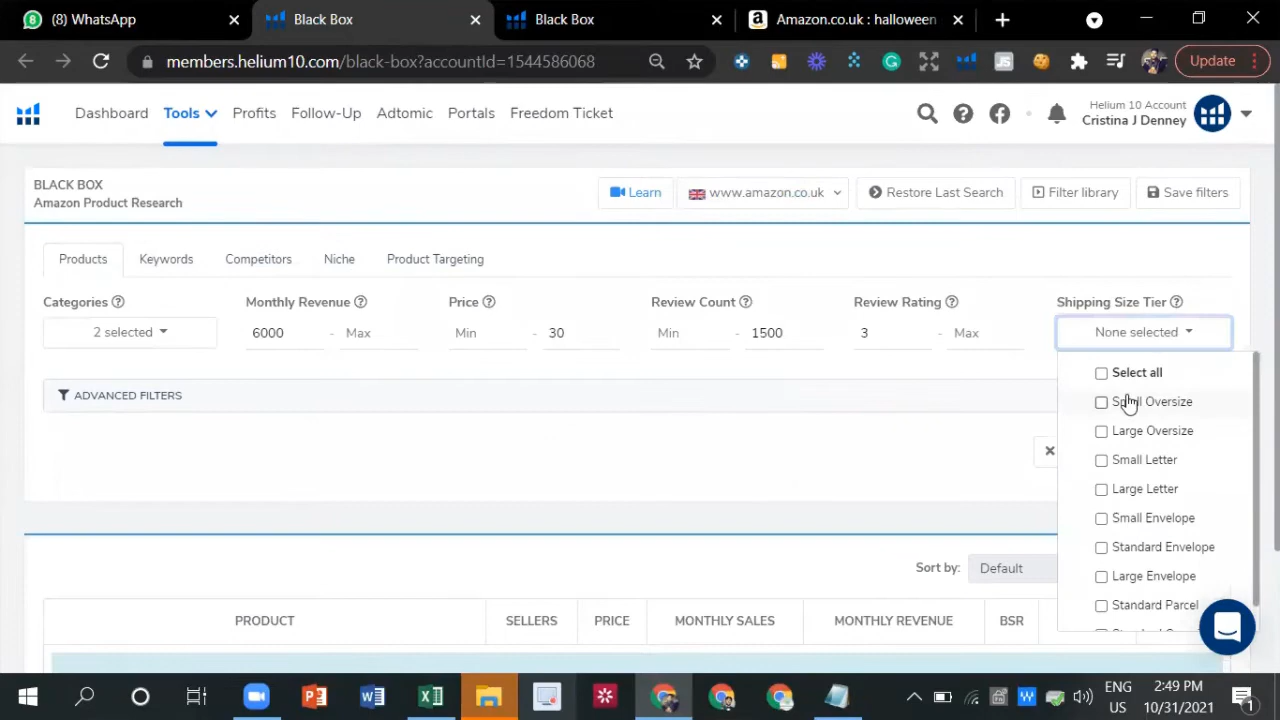 (8) WhatsApp
Black Box
Black Box
Amazon.co.uk : halloween
members.helium10.com/black-box?accountId=1544586068
Update
Dashboard
Tools
Profits
Follow-Up
Adtomic
Portals
Freedom Ticket
Helium 10 Account
Cristina J Denney
BLACK BOX
Amazon Product Research
Learn
www.amazon.co.uk
Restore Last Search
Filter library
Save filters
Products
Keywords
Competitors
Niche
Product Targeting
Categories
Monthly Revenue
Price
Review Count
Review Rating
Shipping Size Tier
2 selected
6000 - Max
Min - 30
Min - 1500
3 - Max
None selected
Select all
Small Oversize
Large Oversize
Small Letter
Large Letter
Small Envelope
Standard Envelope
Large Envelope
Standard Parcel
ADVANCED FILTERS
Sort by:
Default
PRODUCT
SELLERS
PRICE
MONTHLY SALES
MONTHLY REVENUE
BSR
ENG
US
2:49 PM
10/31/2021
1